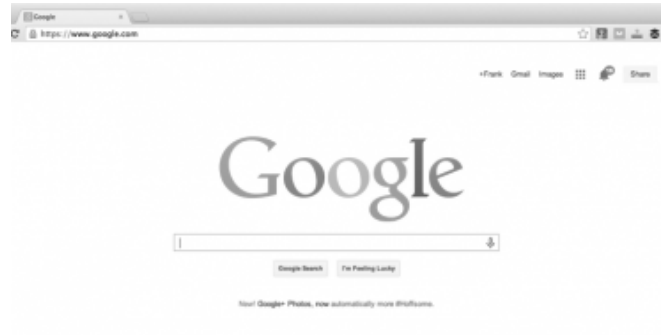 Google
https://www.google.com
+Frank Gmail Images Share
Google
Google Search I'm Feeling Lucky
New! Google+ Photos, now automatically more #Hoffsome.